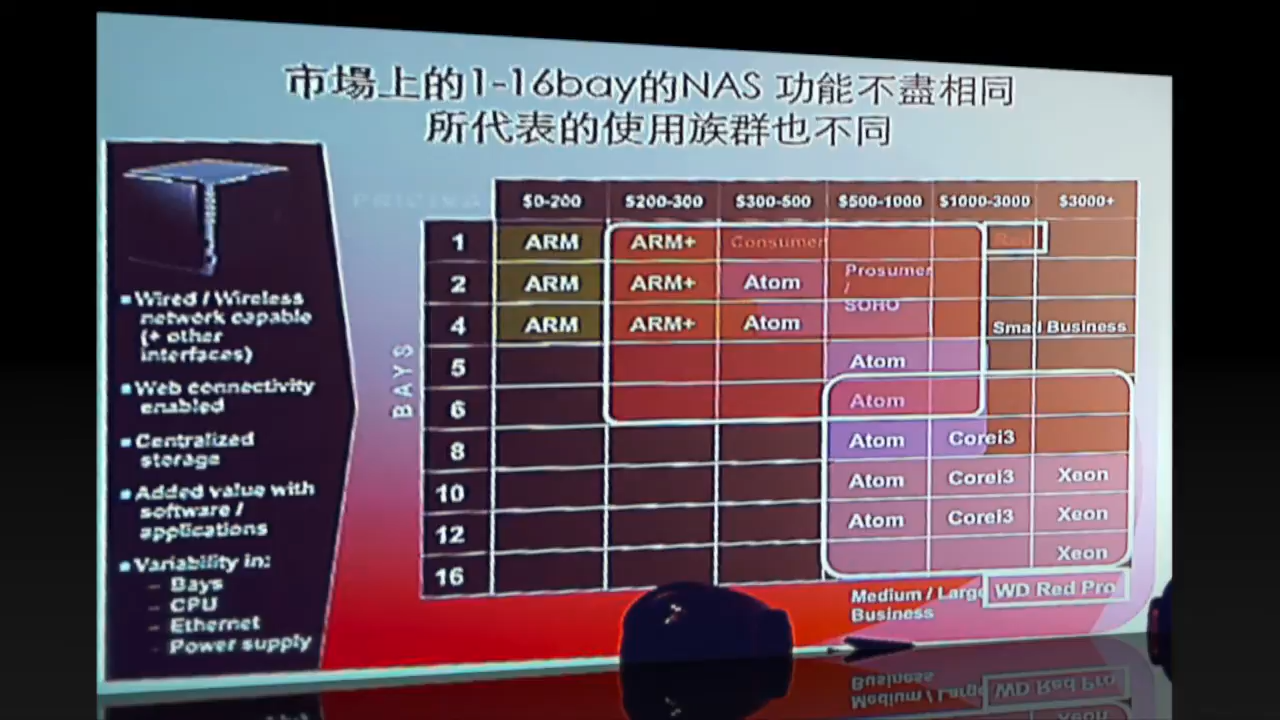 市場上的1-16bay的NAS 功能不盡相同
所代表的使用族群也不同
Wired / Wireless
network capable
(+ other
interfaces)
Web connectivity
enabled
Centralized
storage
Added value with
software /
applications
Variability in:
– Bays
– CPU
– Ethernet
– Power supply
PRICING
BAYS
$0-200 $200-300 $300-500 $500-1000 $1000-3000 $3000+
1 ARM ARM+ Consumer Red
2 ARM ARM+ Atom Prosumer
/
SOHO
4 ARM ARM+ Atom Small Business
5 Atom
6 Atom
8 Atom Corei3
10 Atom Corei3 Xeon
12 Atom Corei3 Xeon
16 Xeon
Medium / Large WD Red Pro
Business